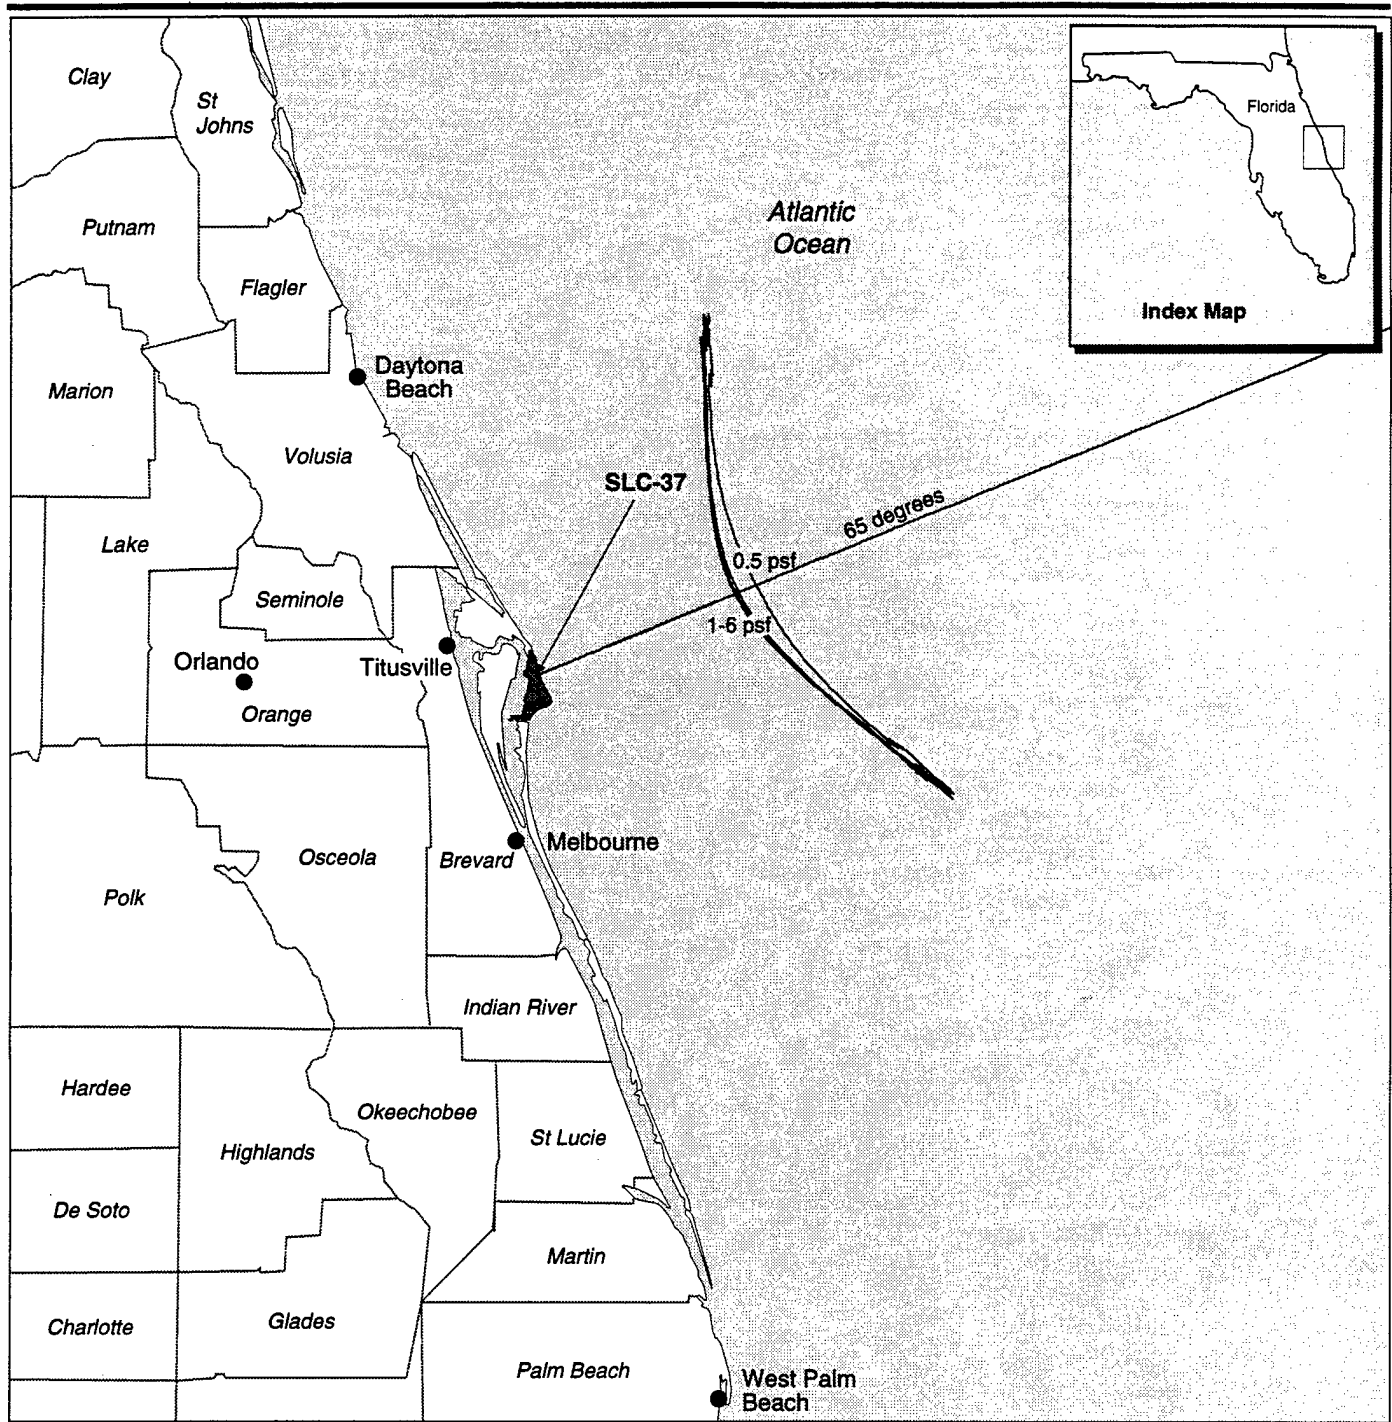 Clay
St
Johns
Florida
Atlantic
Ocean
Putnam
Flagler
Index Map
Daytona
Beach
Marion
Volusia
SLC-37
65 degrees
Lake
0.5 psf
Seminole
1-6 psf
Orlando
Titusville
Orange
Melbourne
Osceola
Brevard
Polk
Indian River
Hardee
Okeechobee
St Lucie
Highlands
De Soto
Martin
Glades
Charlotte
Palm Beach
West Palm
Beach